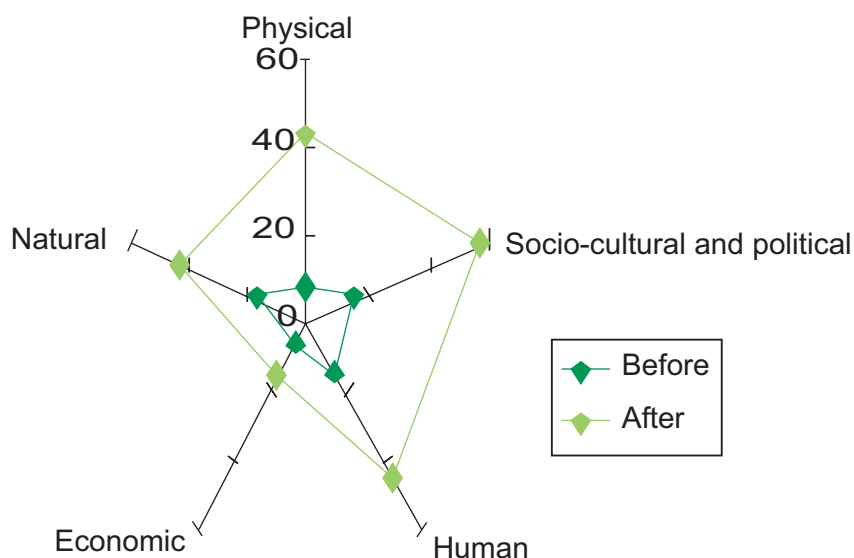 Physical
60
40
20
0
Natural
Socio-cultural and political
Before
After
Economic
Human